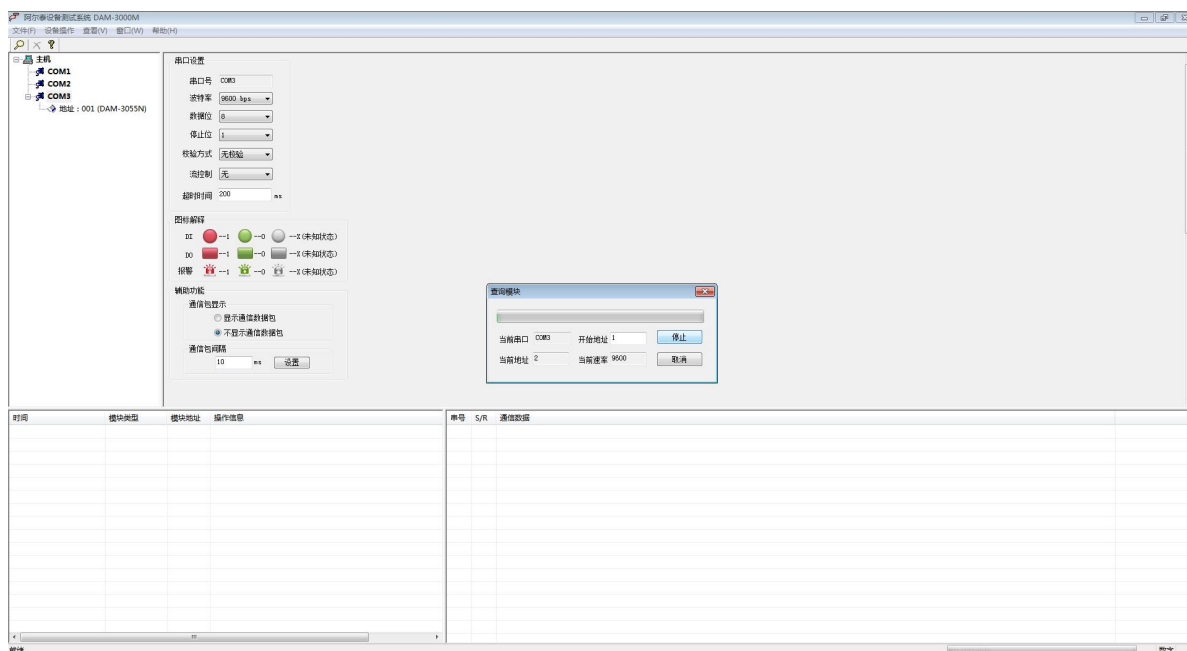 阿尔泰设备测试系统 DAM-3000M
文件(F) 设备操作 查看(V) 窗口(W) 帮助(H)
主机
COM1
COM2
COM3
地址：001 (DAM-3055N)
串口设置
串口号 COM3
波特率 9600 bps
数据位 8
停止位 1
校验方式 无校验
流控制 无
超时时间 200 ms
图标解释
DI --1 --0 --X(未知状态)
DO --1 --0 --X(未知状态)
报警 --1 --0 --X(未知状态)
辅助功能
通信包显示
显示通信数据包
不显示通信数据包
通信包间隔
10 ms 设置
查询模块
当前串口 COM3 开始地址 1 停止
当前地址 2 当前速率 9600 取消
时间 模块类型 模块地址 操作信息
串号 S/R 通信数据
就绪 数字